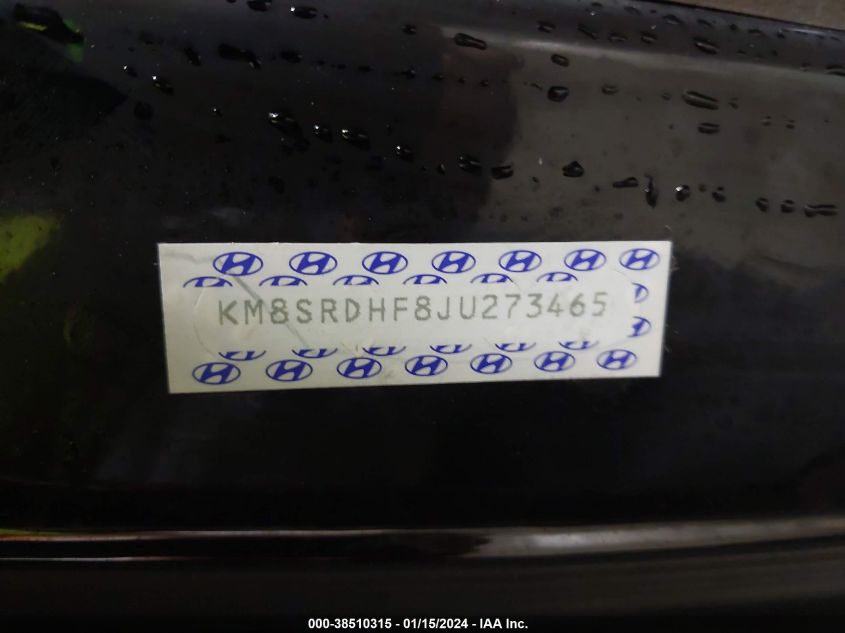 KM8SRDHF8JU273465
000-38510315 - 01/15/2024 - IAA Inc.